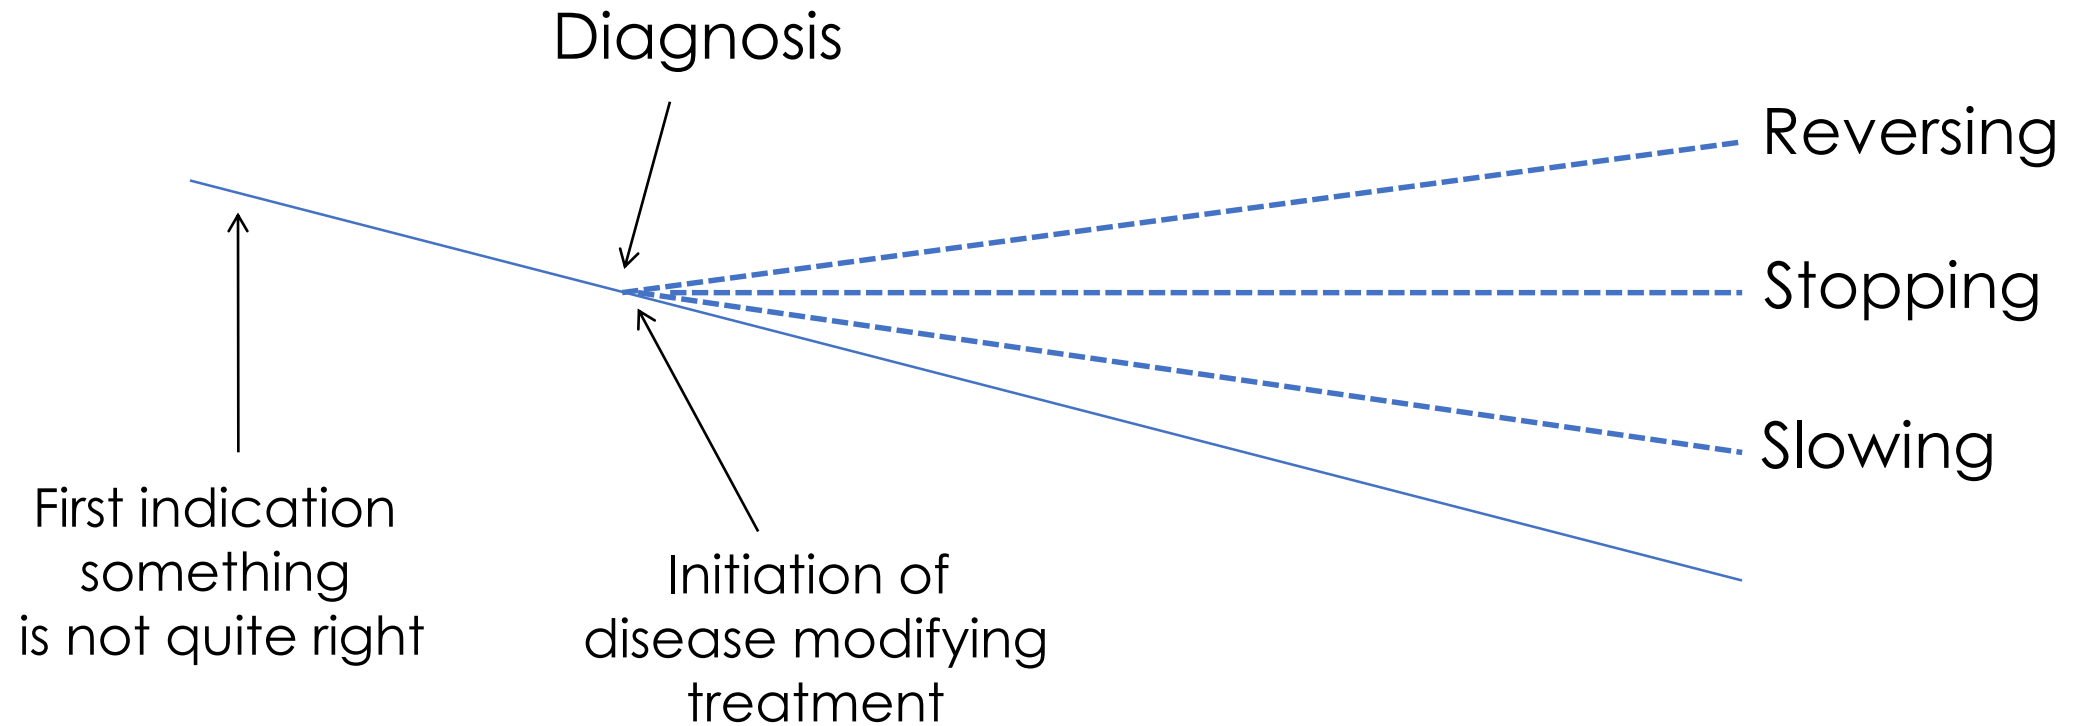 Diagnosis
Reversing
Stopping
Slowing
First indication
something
is not quite right
Initiation of
disease modifying
treatment